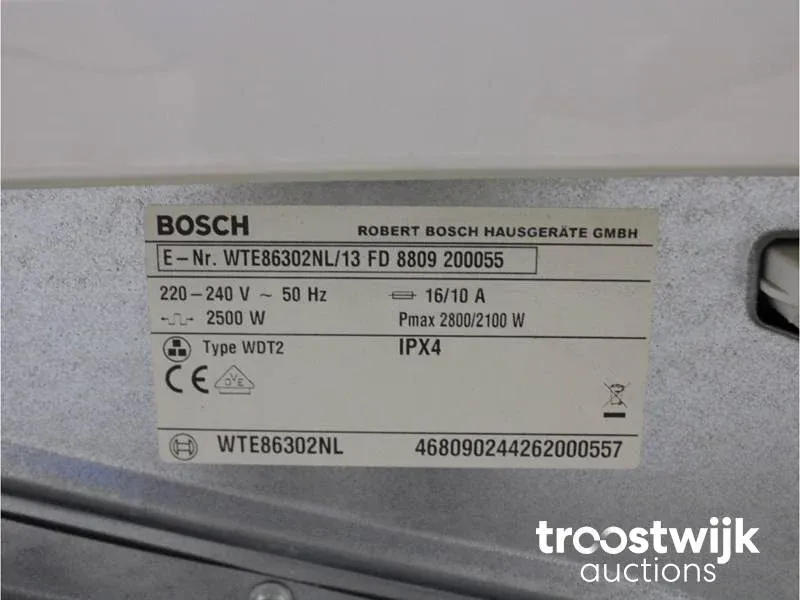 BOSCH
ROBERT BOSCH HAUSGERÄTE GMBH
E-Nr. WTE86302NL/13 FD 8809 200055
220-240 V ~ 50 Hz 16/10 A
2500 W Pmax 2800/2100 W
Type WDT2 IPX4
CE OVE
WTE86302NL 468090244262000557
troostwijk
auctions